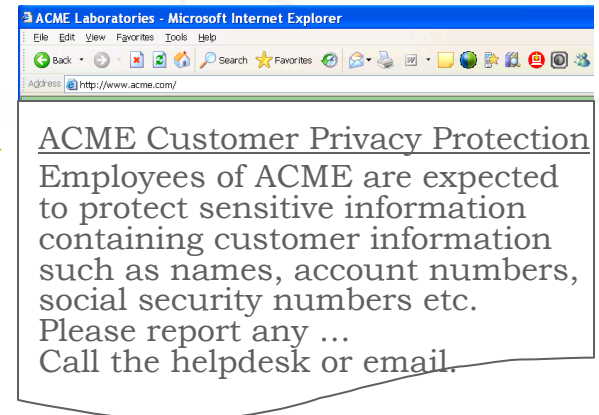 ACME Laboratories - Microsoft Internet Explorer
File Edit View Favorites Tools Help
Back Search Favorites
Address http://www.acme.com/
ACME Customer Privacy Protection
Employees of ACME are expected
to protect sensitive information
containing customer information
such as names, account numbers,
social security numbers etc.
Please report any ...
Call the helpdesk or email.